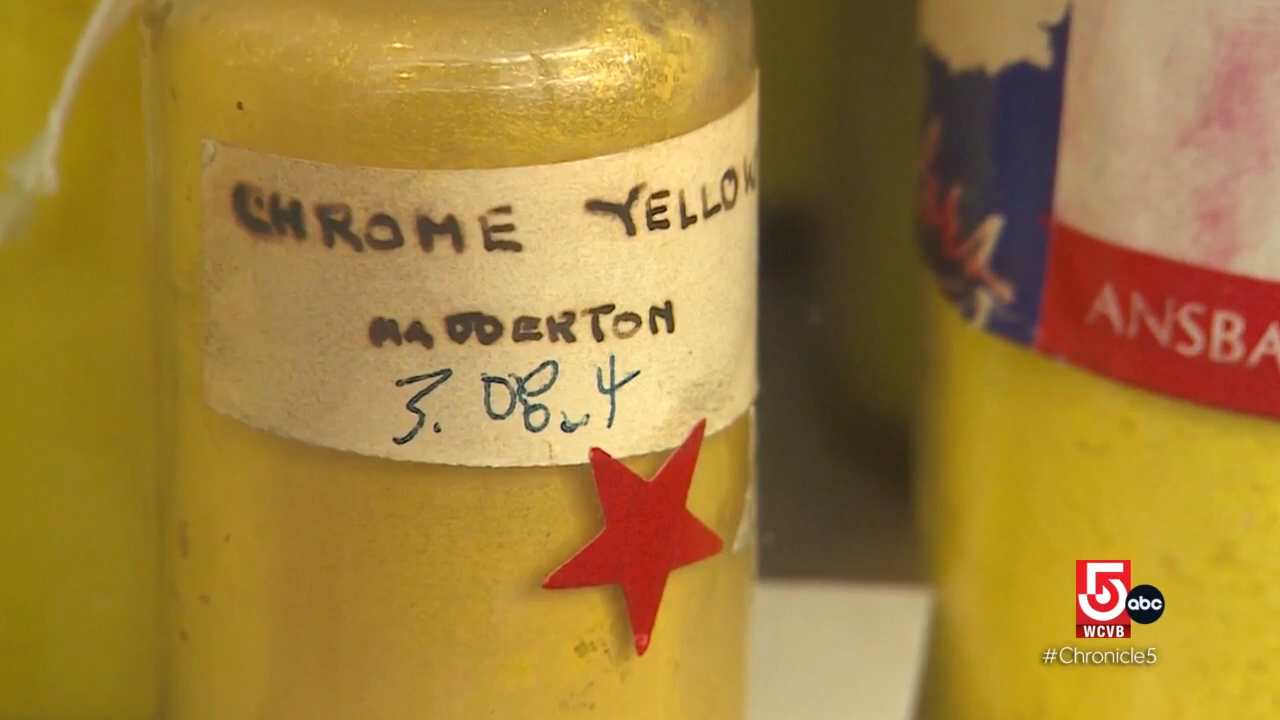 CHROME YELLOW
MADDERTON
3.08.4
ANSBA
5
abc
WCVB
#Chronicle5